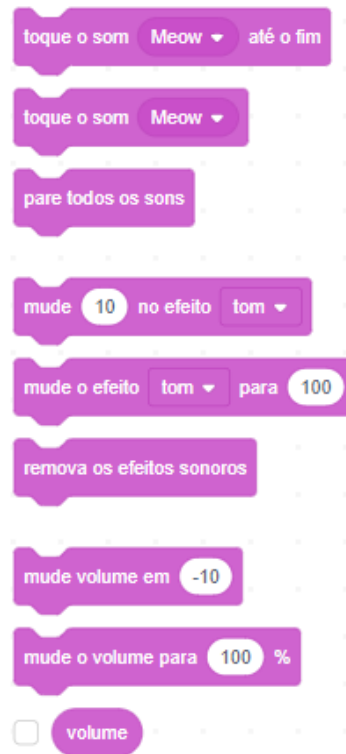 toque o som Meow até o fim
toque o som Meow
pare todos os sons
mude 10 no efeito tom
mude o efeito tom para 100
remova os efeitos sonoros
mude volume em -10
mude o volume para 100 %
volume